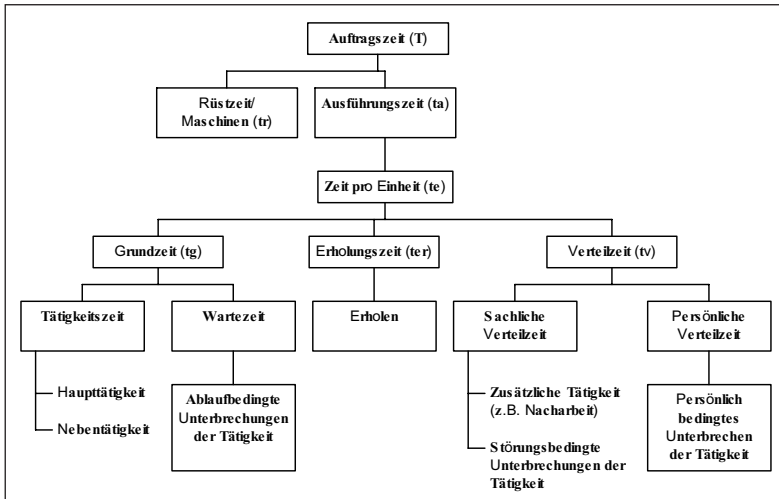 Auftragszeit (T)
Rüstzeit/
Maschinen (tr)
Ausführungszeit (ta)
Zeit pro Einheit (te)
Grundzeit (tg)
Erholungszeit (ter)
Verteilzeit (tv)
Tätigkeitszeit
Wartezeit
Erholen
Sachliche
Verteilzeit
Persönliche
Verteilzeit
Haupttätigkeit
Nebentätigkeit
Ablaufbedingte
Unterbrechungen
der Tätigkeit
Zusätzliche Tätigkeit
(z.B. Nacharbeit)
Störungsbedingte
Unterbrechungen der
Tätigkeit
Persönlich
bedingtes
Unterbrechen
der Tätigkeit